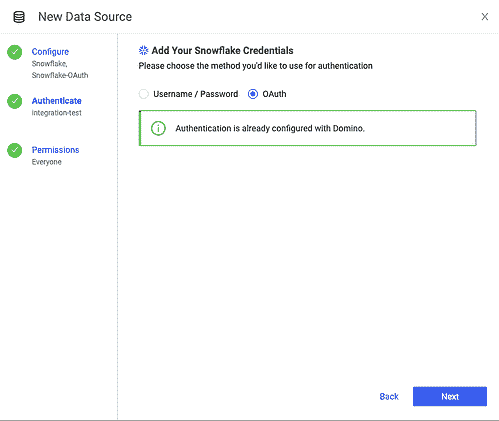 New Data Source
Configure
Snowflake,
Snowflake-OAuth
Authenticate
integration-test
Permissions
Everyone
Add Your Snowflake Credentials
Please choose the method you'd like to use for authentication
Username / Password OAuth
Authentication is already configured with Domino.
Back Next